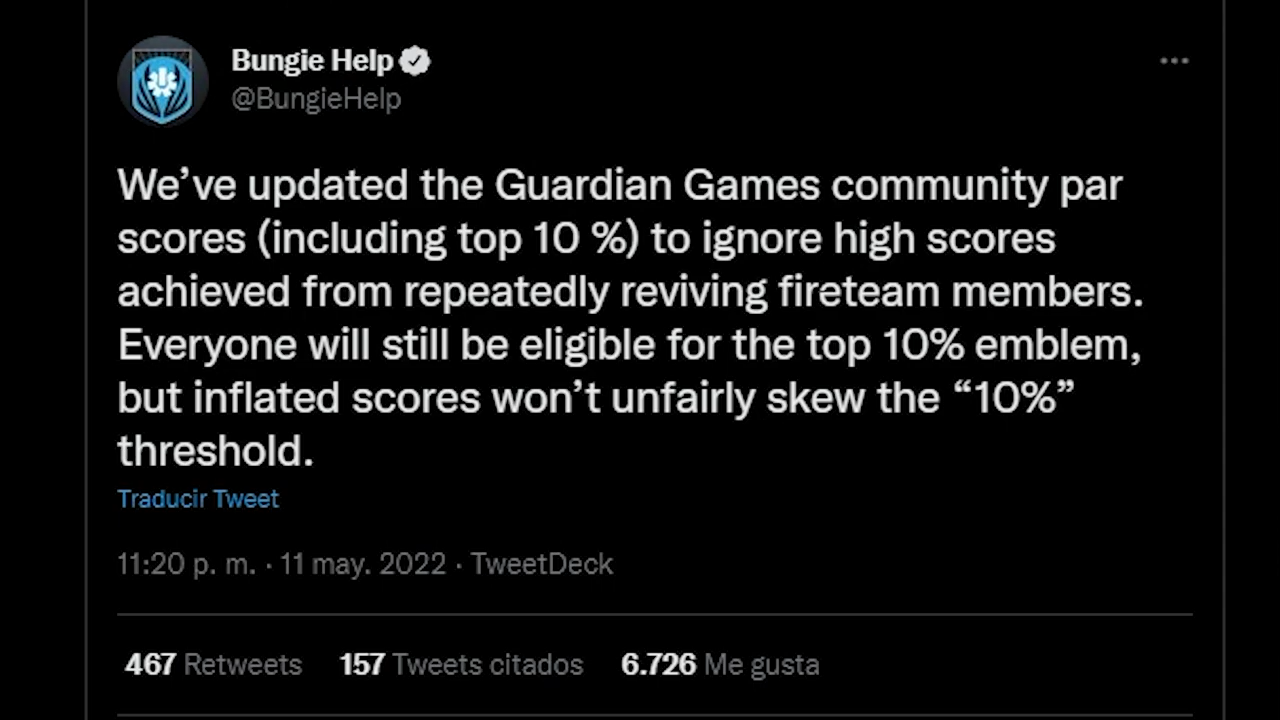 Bungie Help
@BungieHelp
We’ve updated the Guardian Games community par
scores (including top 10 %) to ignore high scores
achieved from repeatedly reviving fireteam members.
Everyone will still be eligible for the top 10% emblem,
but inflated scores won’t unfairly skew the “10%”
threshold.
Traducir Tweet
11:20 p. m. · 11 may. 2022 · TweetDeck
467 Retweets 157 Tweets citados 6.726 Me gusta